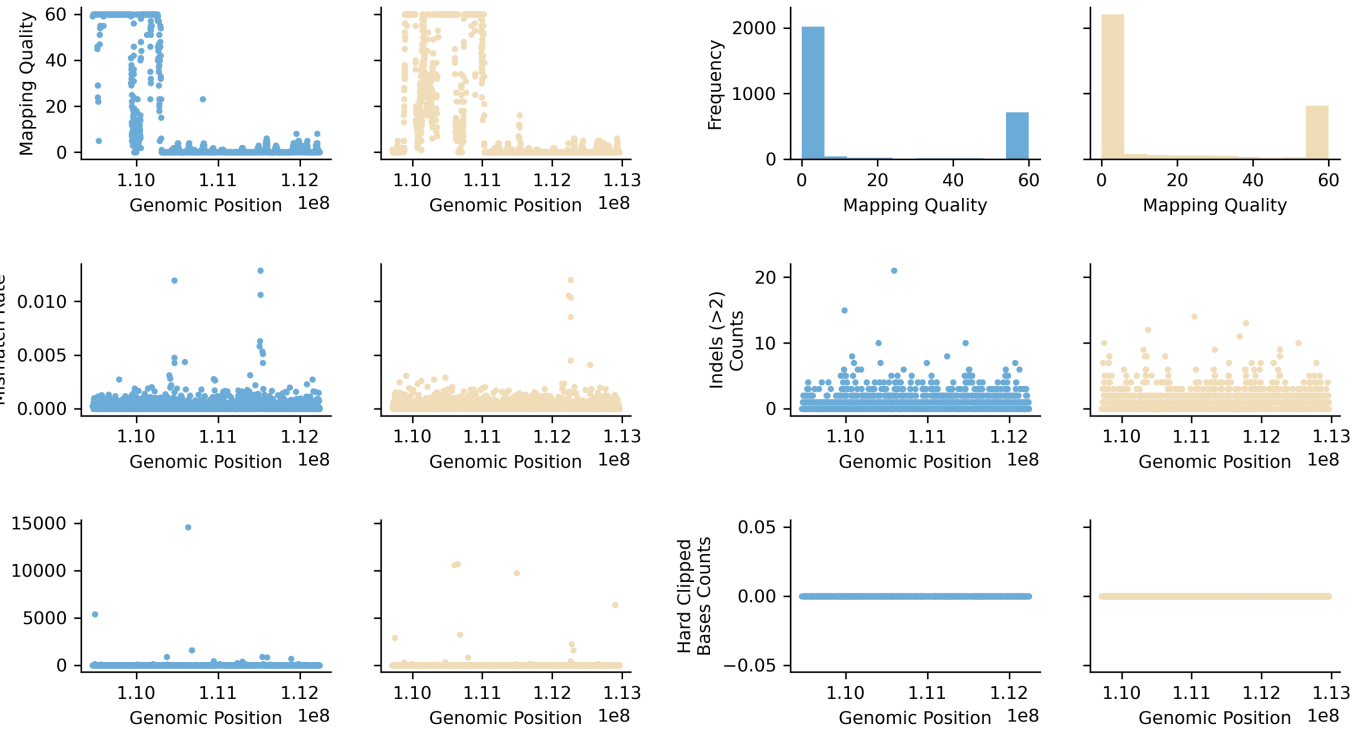 Mapping Quality
60
40
20
0
1.10 1.11 1.12
1e8
Genomic Position
1.10 1.11 1.12 1.13
1e8
Genomic Position
Frequency
2000
1000
0
0 20 40 60
Mapping Quality
0 20 40 60
Mapping Quality
0.010
0.005
0.000
1.10 1.11 1.12
1e8
Genomic Position
1.10 1.11 1.12 1.13
1e8
Genomic Position
Indels (>2)
Counts
20
10
0
1.10 1.11 1.12
1e8
Genomic Position
1.10 1.11 1.12 1.13
1e8
Genomic Position
15000
10000
5000
0
1.10 1.11 1.12
1e8
Genomic Position
1.10 1.11 1.12 1.13
1e8
Genomic Position
Hard Clipped
Bases Counts
0.05
0.00
−0.05
1.10 1.11 1.12
1e8
Genomic Position
1.10 1.11 1.12 1.13
1e8
Genomic Position